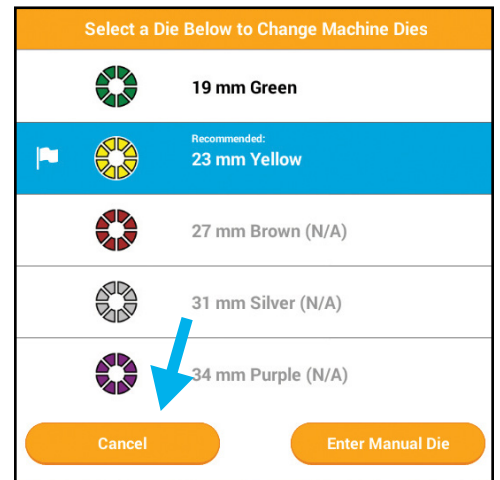 Select a Die Below to Change Machine Dies
19 mm Green
Recommended:
23 mm Yellow
27 mm Brown (N/A)
31 mm Silver (N/A)
34 mm Purple (N/A)
Cancel
Enter Manual Die